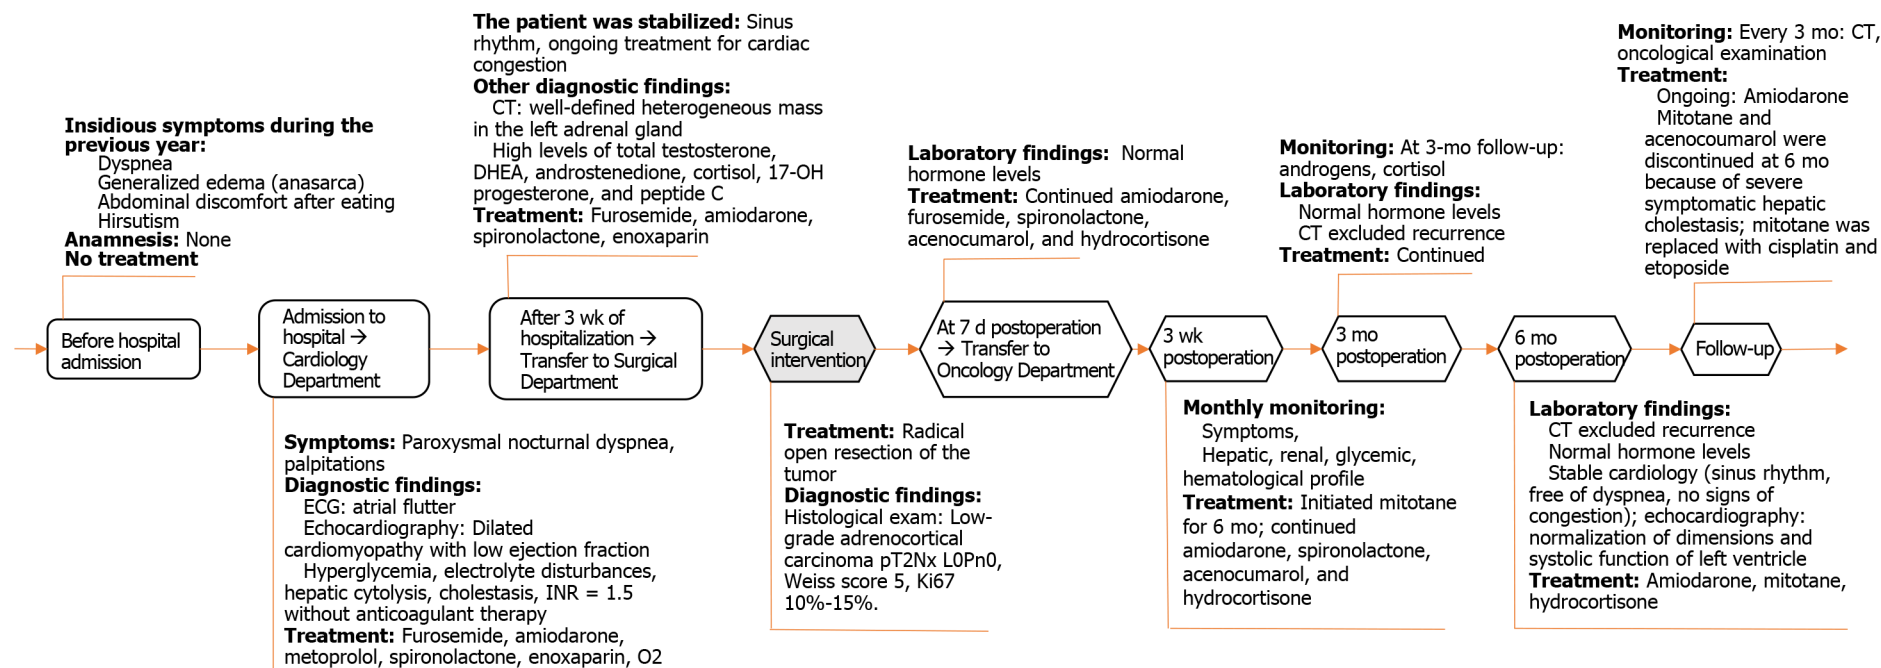 Insidious symptoms during the
previous year:
Dyspnea
Generalized edema (anasarca)
Abdominal discomfort after eating
Hirsutism
Anamnesis: None
No treatment
Before hospital
admission
Admission to
hospital →
Cardiology
Department
Symptoms: Paroxysmal nocturnal dyspnea,
palpitations
Diagnostic findings:
ECG: atrial flutter
Echocardiography: Dilated
cardiomyopathy with low ejection fraction
Hyperglycemia, electrolyte disturbances,
hepatic cytolysis, cholestasis, INR = 1.5
without anticoagulant therapy
Treatment: Furosemide, amiodarone,
metoprolol, spironolactone, enoxaparin, O2
The patient was stabilized: Sinus
rhythm, ongoing treatment for cardiac
congestion
Other diagnostic findings:
CT: well-defined heterogeneous mass
in the left adrenal gland
High levels of total testosterone,
DHEA, androstenedione, cortisol, 17-OH
progesterone, and peptide C
Treatment: Furosemide, amiodarone,
spironolactone, enoxaparin
After 3 wk of
hospitalization →
Transfer to Surgical
Department
Surgical
intervention
Treatment: Radical
open resection of the
tumor
Diagnostic findings:
Histological exam: Low-
grade adrenocortical
carcinoma pT2Nx L0Pn0,
Weiss score 5, Ki67
10%-15%.
Laboratory findings: Normal
hormone levels
Treatment: Continued amiodarone,
furosemide, spironolactone,
acenocumarol, and hydrocortisone
At 7 d postoperation
→ Transfer to
Oncology Department
3 wk
postoperation
Monthly monitoring:
Symptoms,
Hepatic, renal, glycemic,
hematological profile
Treatment: Initiated mitotane
for 6 mo; continued
amiodarone, spironolactone,
acenocumarol, and
hydrocortisone
Monitoring: At 3-mo follow-up:
androgens, cortisol
Laboratory findings:
Normal hormone levels
CT excluded recurrence
Treatment: Continued
3 mo
postoperation
6 mo
postoperation
Laboratory findings:
CT excluded recurrence
Normal hormone levels
Stable cardiology (sinus rhythm,
free of dyspnea, no signs of
congestion); echocardiography:
normalization of dimensions and
systolic function of left ventricle
Treatment: Amiodarone, mitotane,
hydrocortisone
Monitoring: Every 3 mo: CT,
oncological examination
Treatment:
Ongoing: Amiodarone
Mitotane and
acenocoumarol were
discontinued at 6 mo
because of severe
symptomatic hepatic
cholestasis; mitotane was
replaced with cisplatin and
etoposide
Follow-up